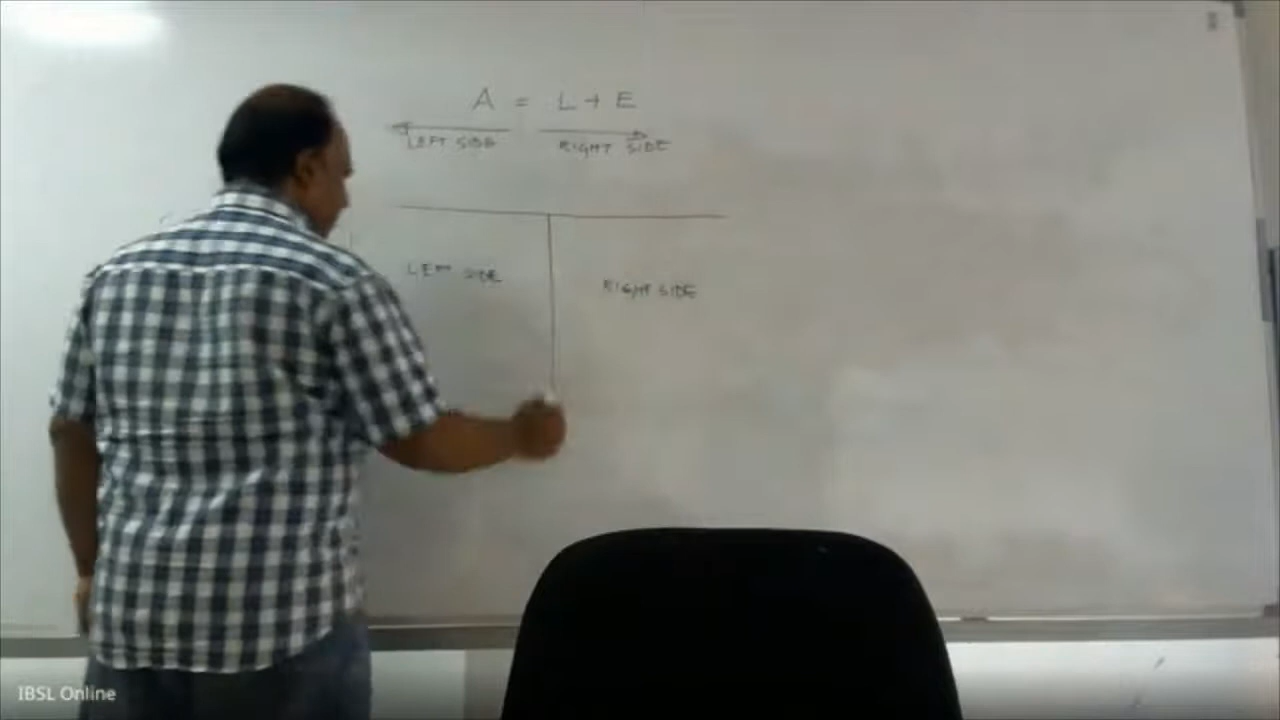 A = L + E
LEFT SIDE RIGHT SIDE
LEFT SIDE RIGHT SIDE
IBSL Online